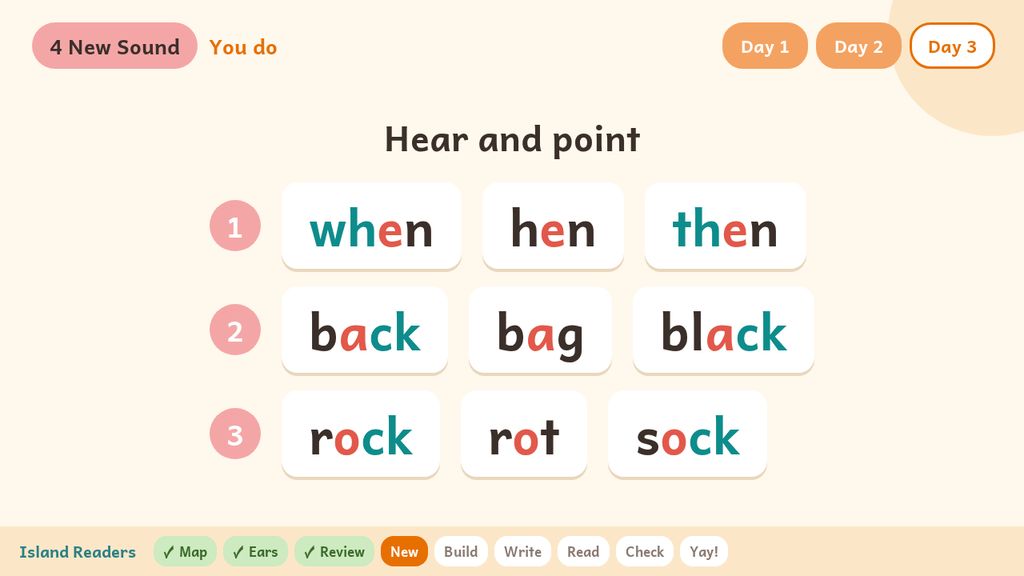 4 New Sound You do Day 1 Day 2 Day 3
Hear and point
1 when hen then
2 back bag black
3 rock rot sock
Island Readers ✓ Map ✓ Ears ✓ Review New Build Write Read Check Yay!